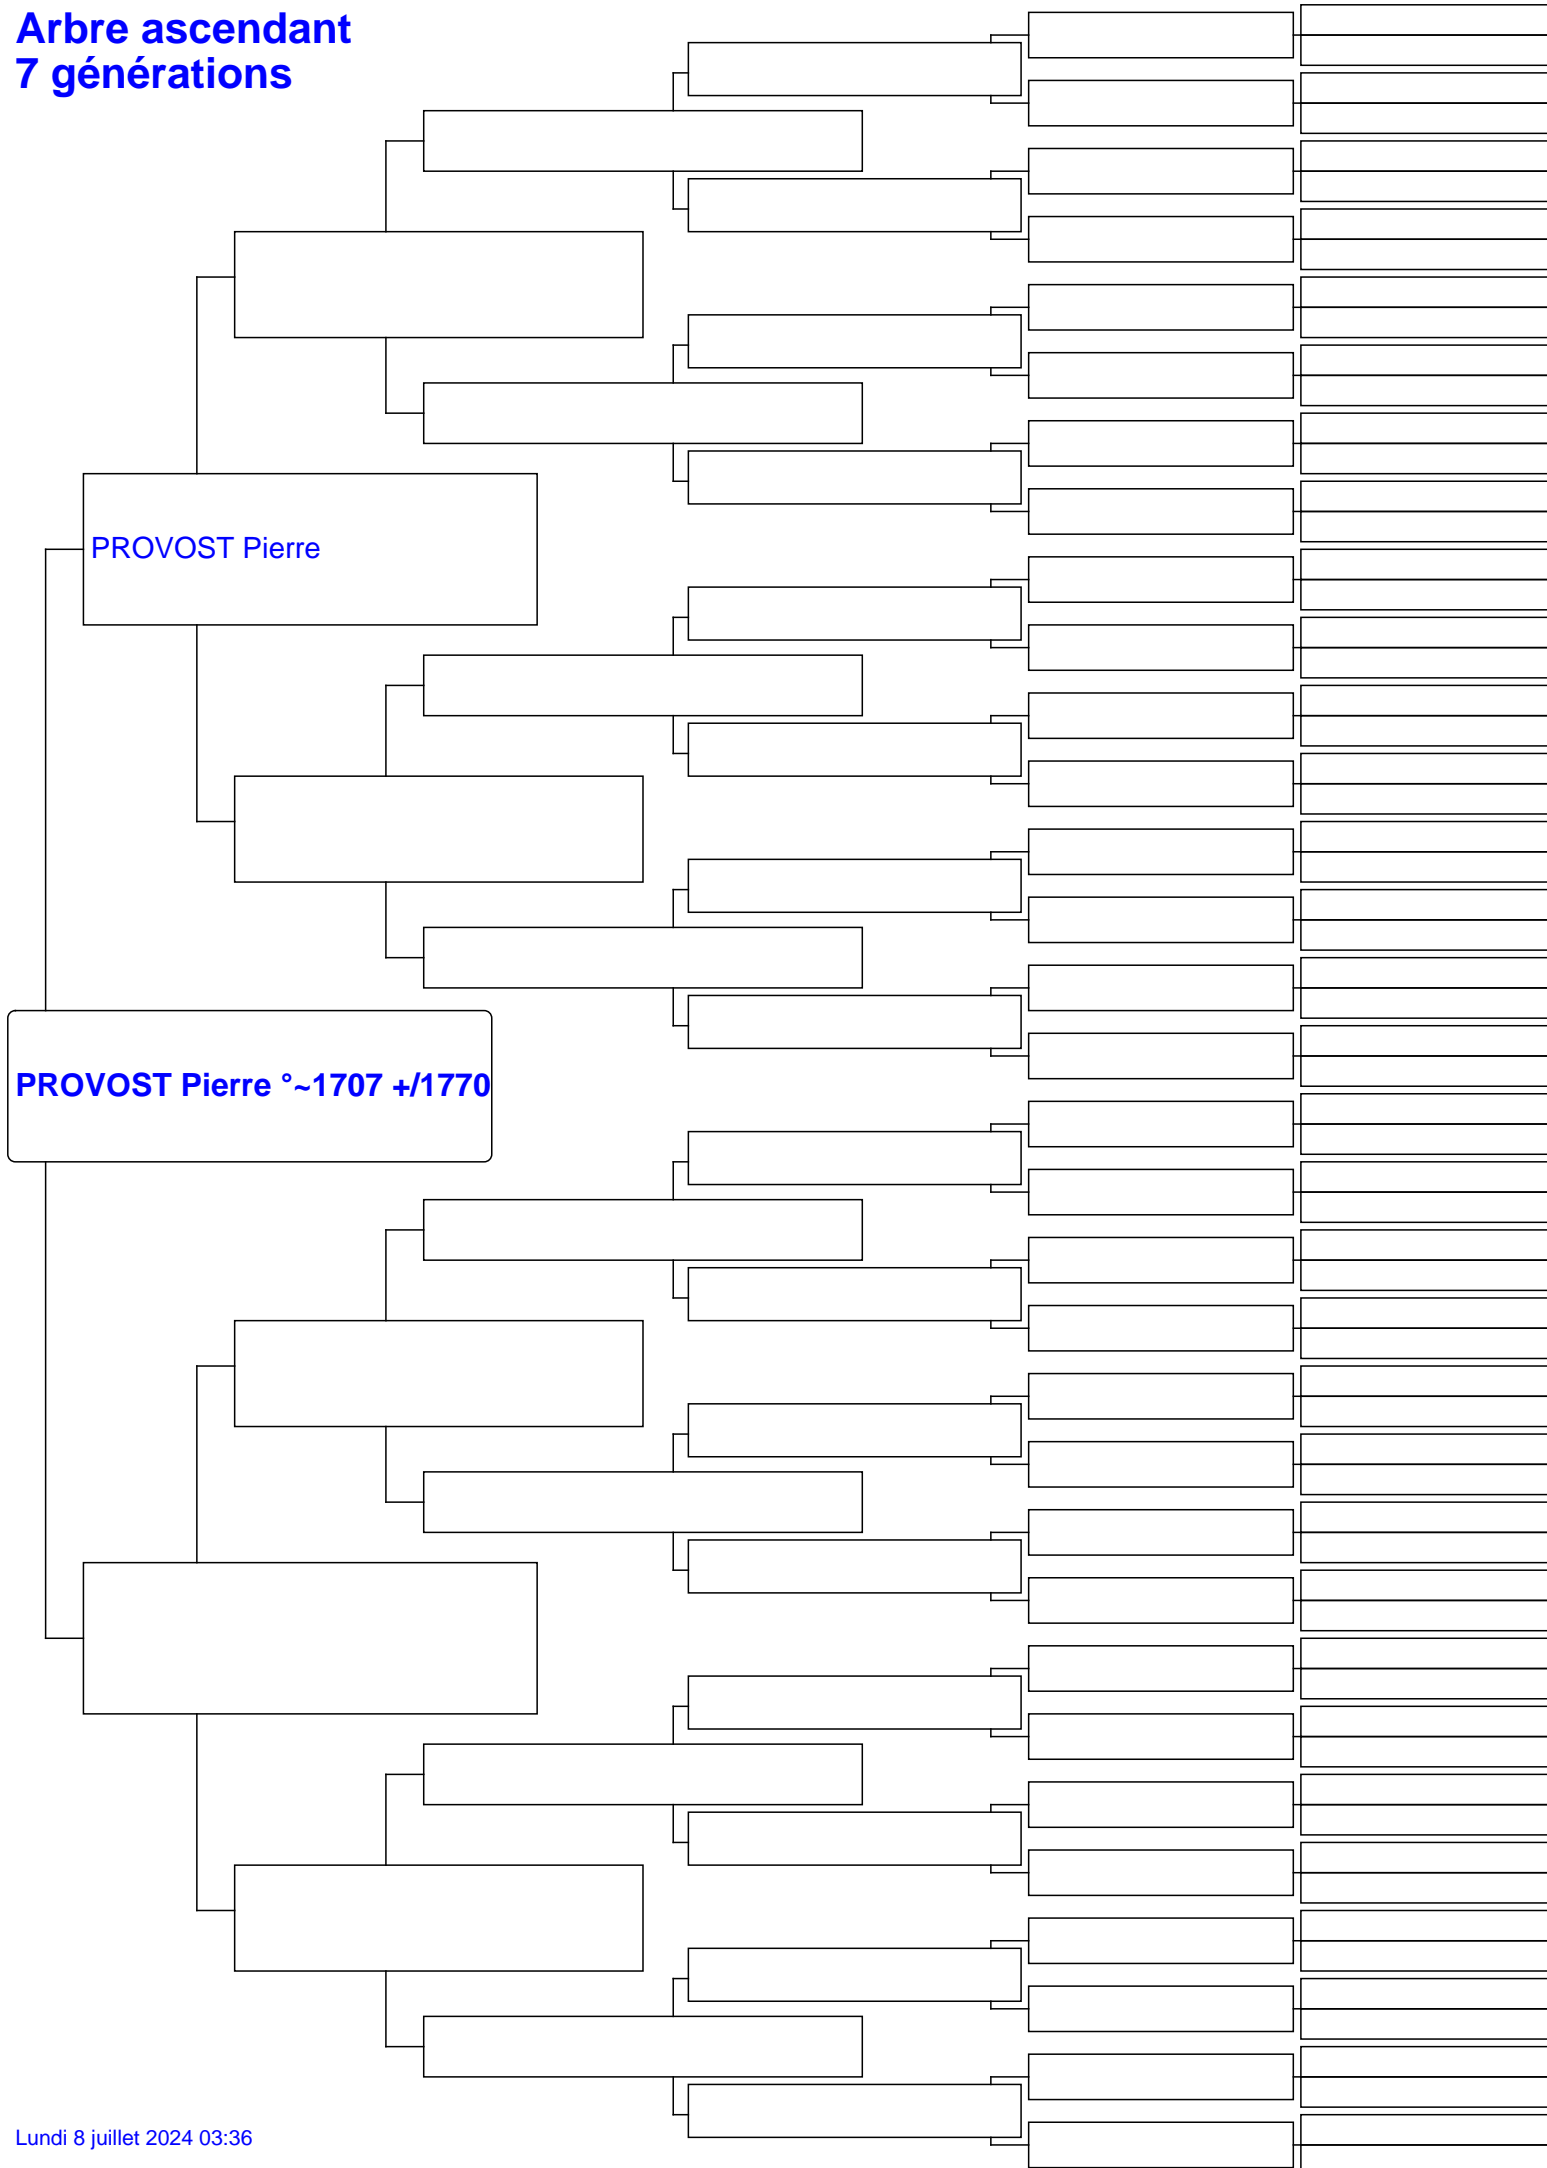 Arbre ascendant
7 générations
PROVOST Pierre
PROVOST Pierre °~1707 +/1770
Lundi 8 juillet 2024 03:36